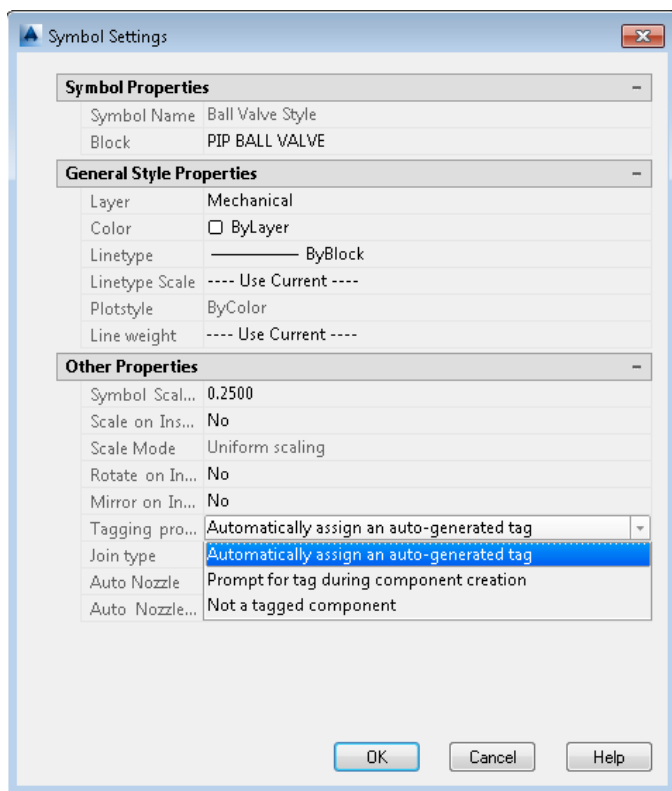 Symbol Settings
Symbol Properties
Symbol Name Ball Valve Style
Block PIP BALL VALVE
General Style Properties
Layer Mechanical
Color ByLayer
Linetype ByBlock
Linetype Scale ---- Use Current ----
Plotstyle ByColor
Line weight ---- Use Current ----
Other Properties
Symbol Scal... 0.2500
Scale on Ins... No
Scale Mode Uniform scaling
Rotate on In... No
Mirror on In... No
Tagging pro... Automatically assign an auto-generated tag
Join type Automatically assign an auto-generated tag
Auto Nozzle Prompt for tag during component creation
Auto Nozzle... Not a tagged component
OK Cancel Help